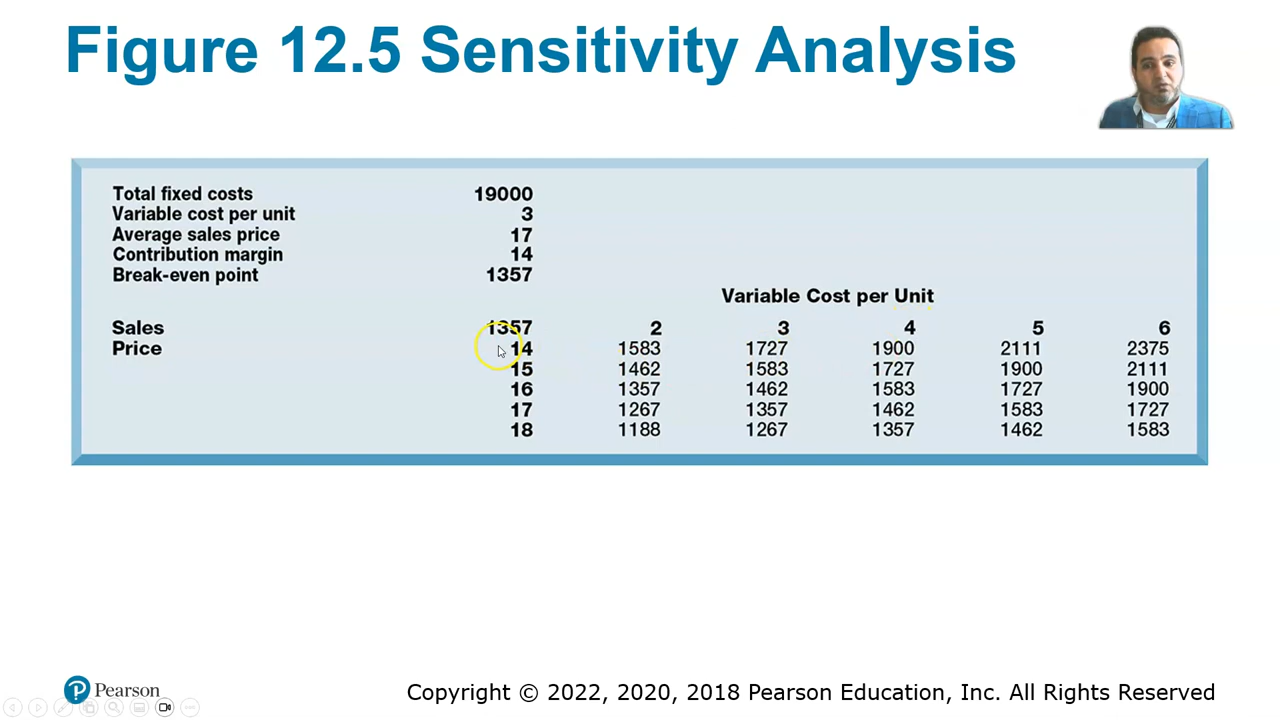 Figure 12.5 Sensitivity Analysis
Total fixed costs 19000
Variable cost per unit 3
Average sales price 17
Contribution margin 14
Break-even point 1357
Variable Cost per Unit
Sales 1357 2 3 4 5 6
Price 14 1583 1727 1900 2111 2375
15 1462 1583 1727 1900 2111
16 1357 1462 1583 1727 1900
17 1267 1357 1462 1583 1727
18 1188 1267 1357 1462 1583
Pearson
Copyright © 2022, 2020, 2018 Pearson Education, Inc. All Rights Reserved